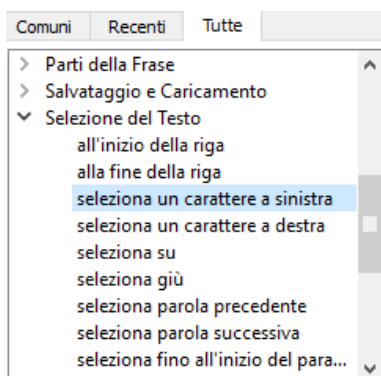 Comuni Recenti Tutte
Parti della Frase
Salvataggio e Caricamento
Selezione del Testo
all'inizio della riga
alla fine della riga
seleziona un carattere a sinistra
seleziona un carattere a destra
seleziona su
seleziona giù
seleziona parola precedente
seleziona parola successiva
seleziona fino all'inizio del para...